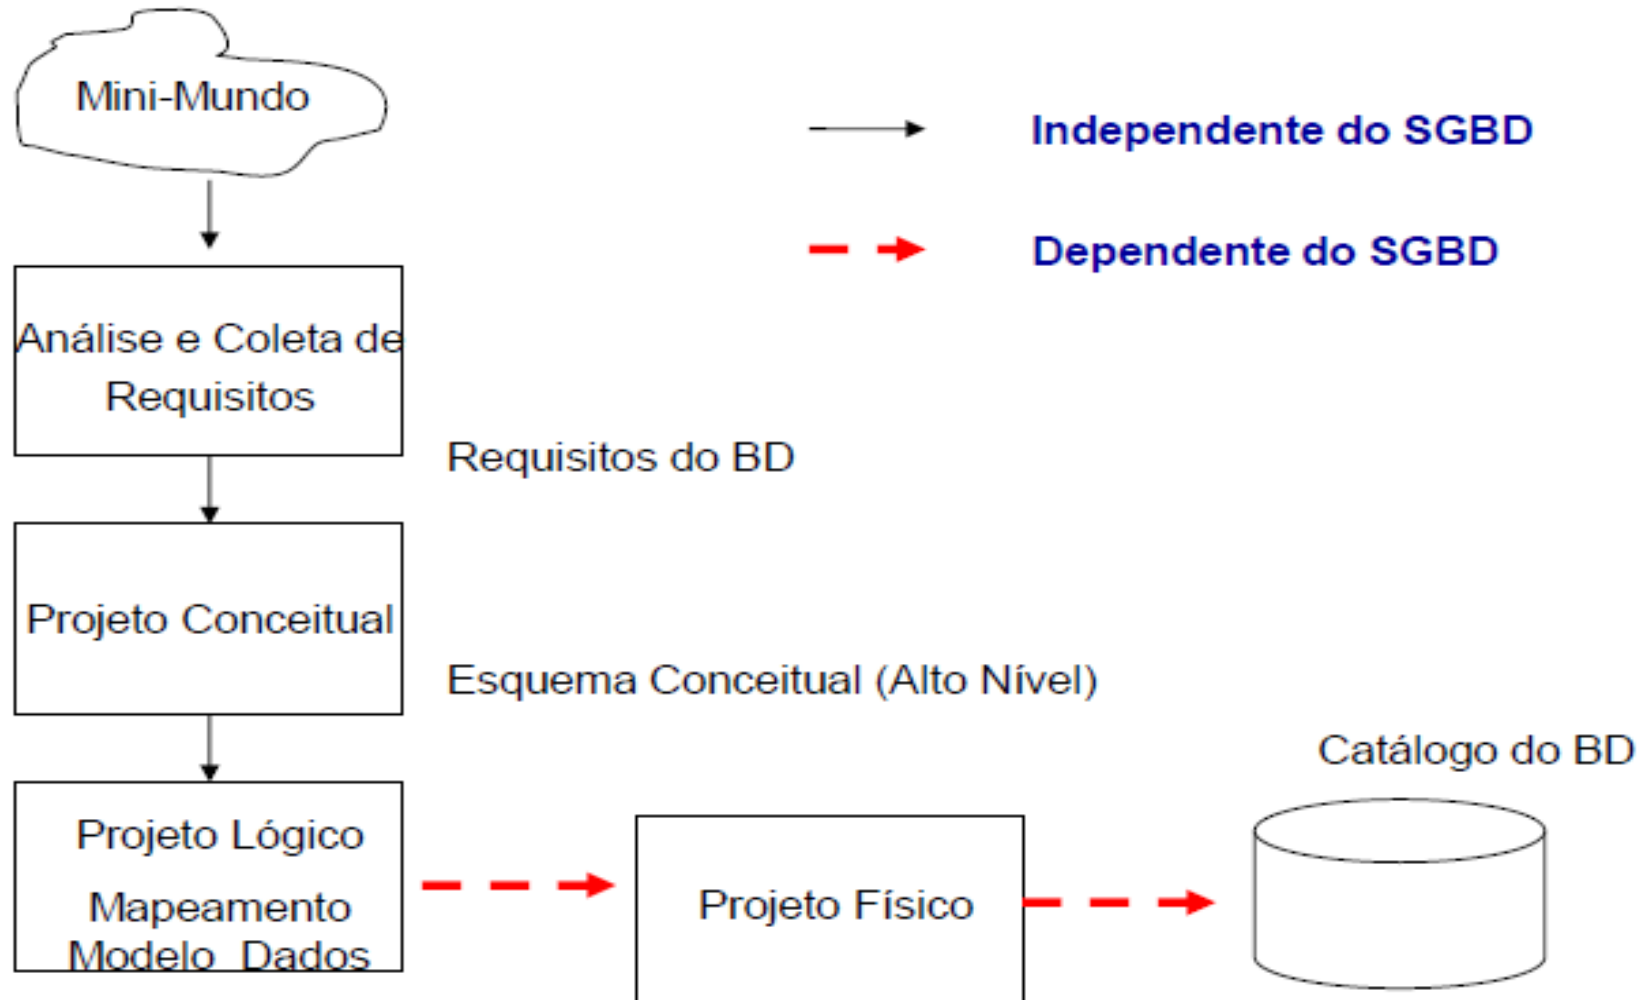 Mini-Mundo
Independente do SGBD
Dependente do SGBD
Análise e Coleta de
Requisitos
Requisitos do BD
Projeto Conceitual
Esquema Conceitual (Alto Nível)
Catálogo do BD
Projeto Lógico
Mapeamento
Modelo Dados
Projeto Físico